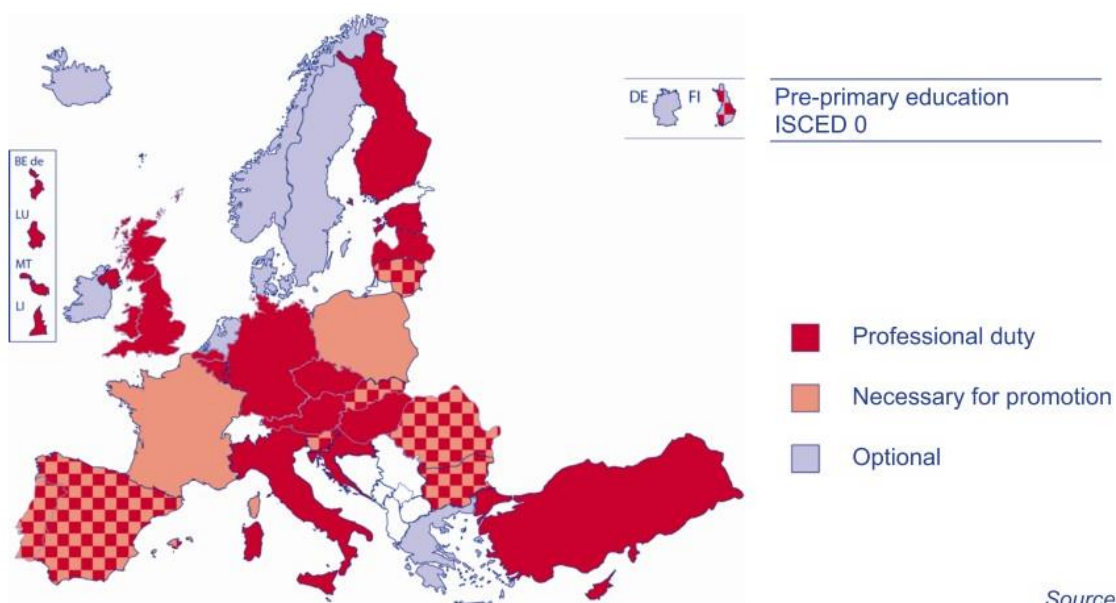 DE FI
Pre-primary education
ISCED 0
BE de
LU
MT
LI
Professional duty
Necessary for promotion
Optional
Source